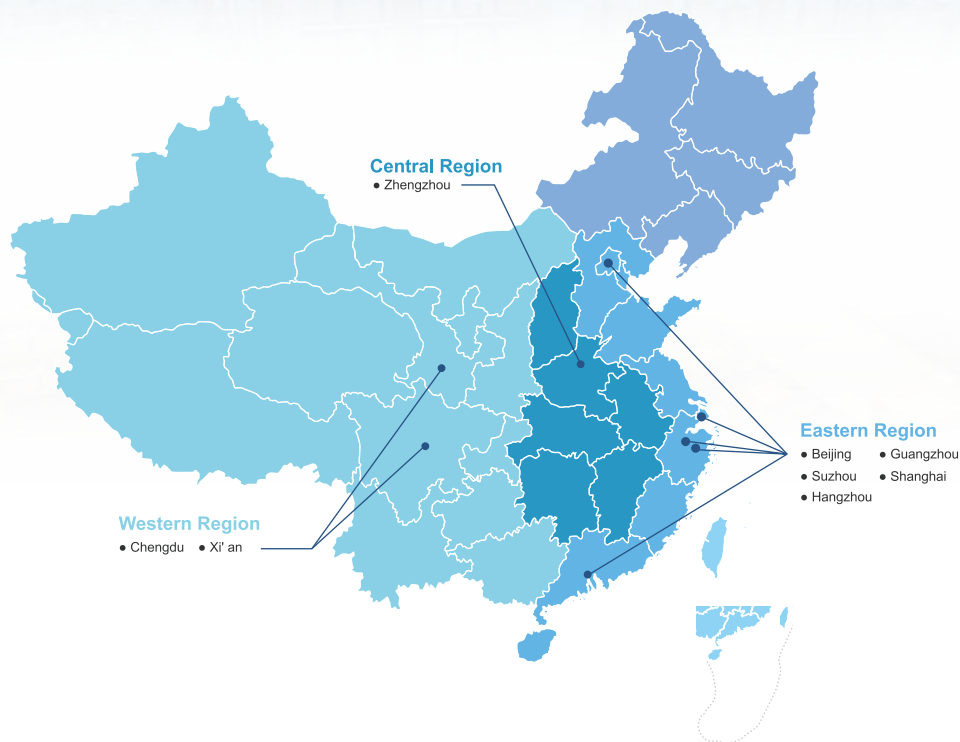 Central Region
● Zhengzhou
Eastern Region
● Beijing ● Guangzhou
● Suzhou ● Shanghai
● Hangzhou
Western Region
● Chengdu ● Xi' an